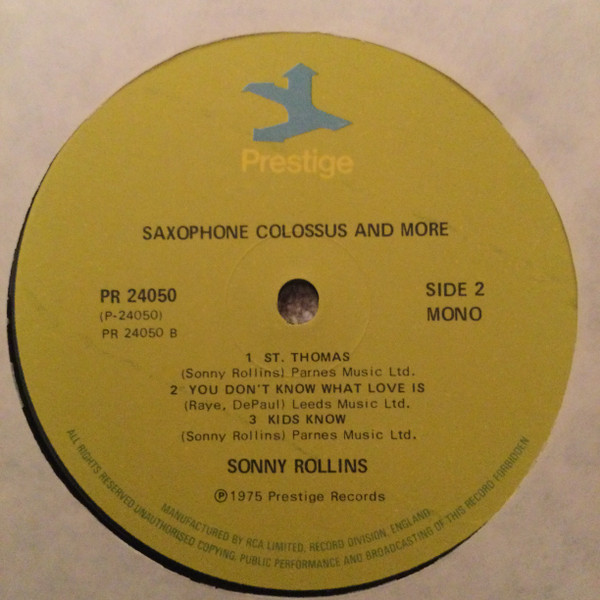 Prestige
SAXOPHONE COLOSSUS AND MORE
PR 24050
(P-24050)
PR 24050 B
SIDE 2
MONO
1 ST. THOMAS
(Sonny Rollins) Parnes Music Ltd.
2 YOU DON'T KNOW WHAT LOVE IS
(Raye, DePaul) Leeds Music Ltd.
3 KIDS KNOW
(Sonny Rollins) Parnes Music Ltd.
SONNY ROLLINS
℗1975 Prestige Records
MANUFACTURED BY RCA LIMITED, RECORD DIVISION, ENGLAND.
ALL RIGHTS RESERVED UNAUTHORISED COPYING, PUBLIC PERFORMANCE AND BROADCASTING OF THIS RECORD FORBIDDEN